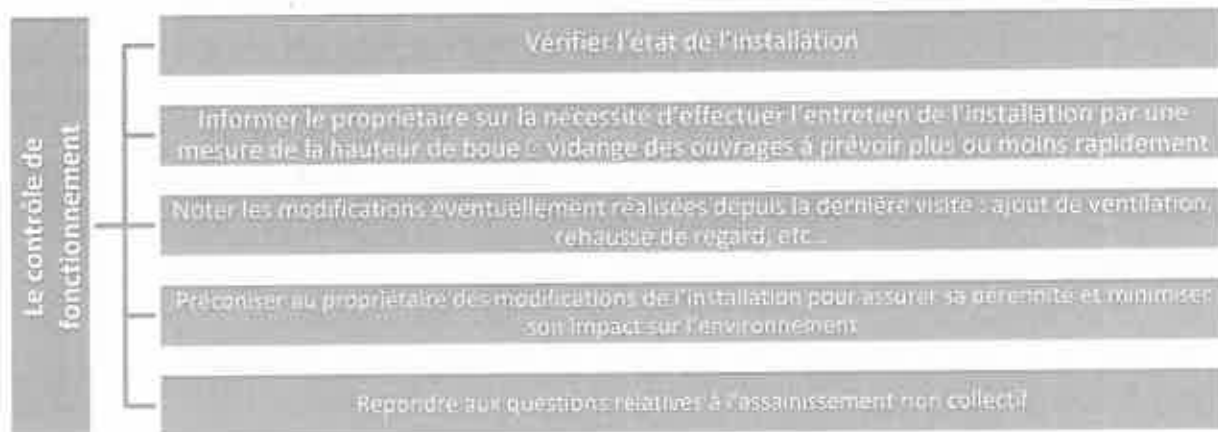 Le contrôle de
fonctionnement
Vérifier l'état de l'installation
Informer le propriétaire sur la nécessité d'effectuer l'entretien de l'installation par une
mesure de la hauteur de boue : vidange des ouvrages à prévoir plus ou moins rapidement
Noter les modifications éventuellement réalisées depuis la dernière visite : ajout de ventilation,
rehausse de regard, etc...
Préconiser au propriétaire des modifications de l'installation pour assurer sa pérennité et minimiser
son impact sur l'environnement
Répondre aux questions relatives à l'assainissement non collectif